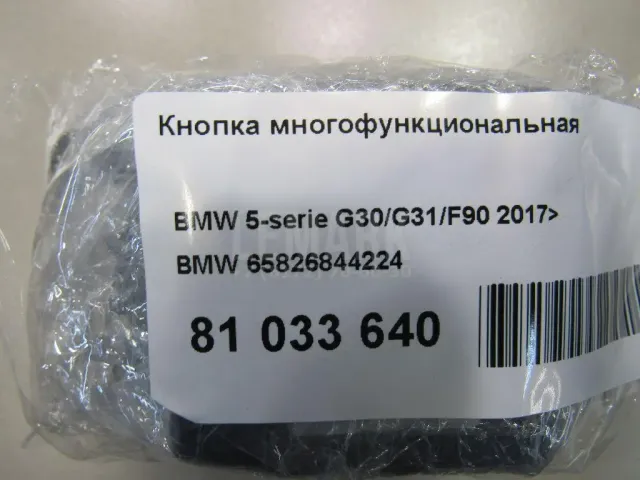 Кнопка многофункциональная
BMW 5-serie G30/G31/F90 2017>
BMW 65826844224
81 033 640